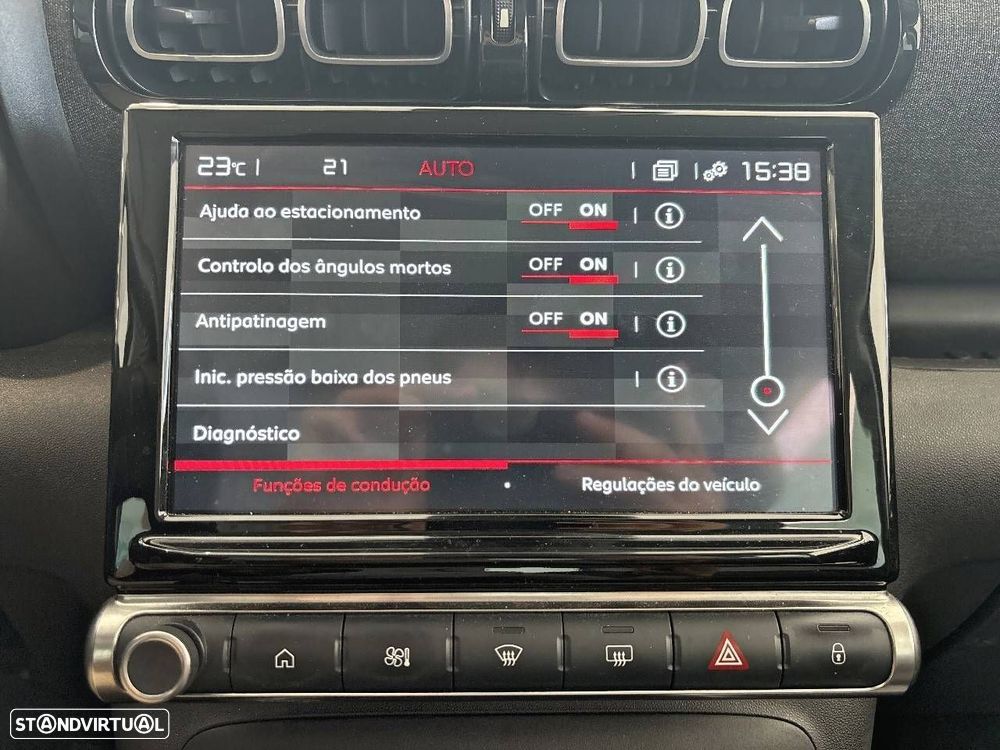 23°C 21 AUTO 15:38
Ajuda ao estacionamento OFF ON
Controlo dos ângulos mortos OFF ON
Antipatinagem OFF ON
Inic. pressão baixa dos pneus
Diagnóstico
Funções de condução Regulações do veículo
STANDVIRTUAL